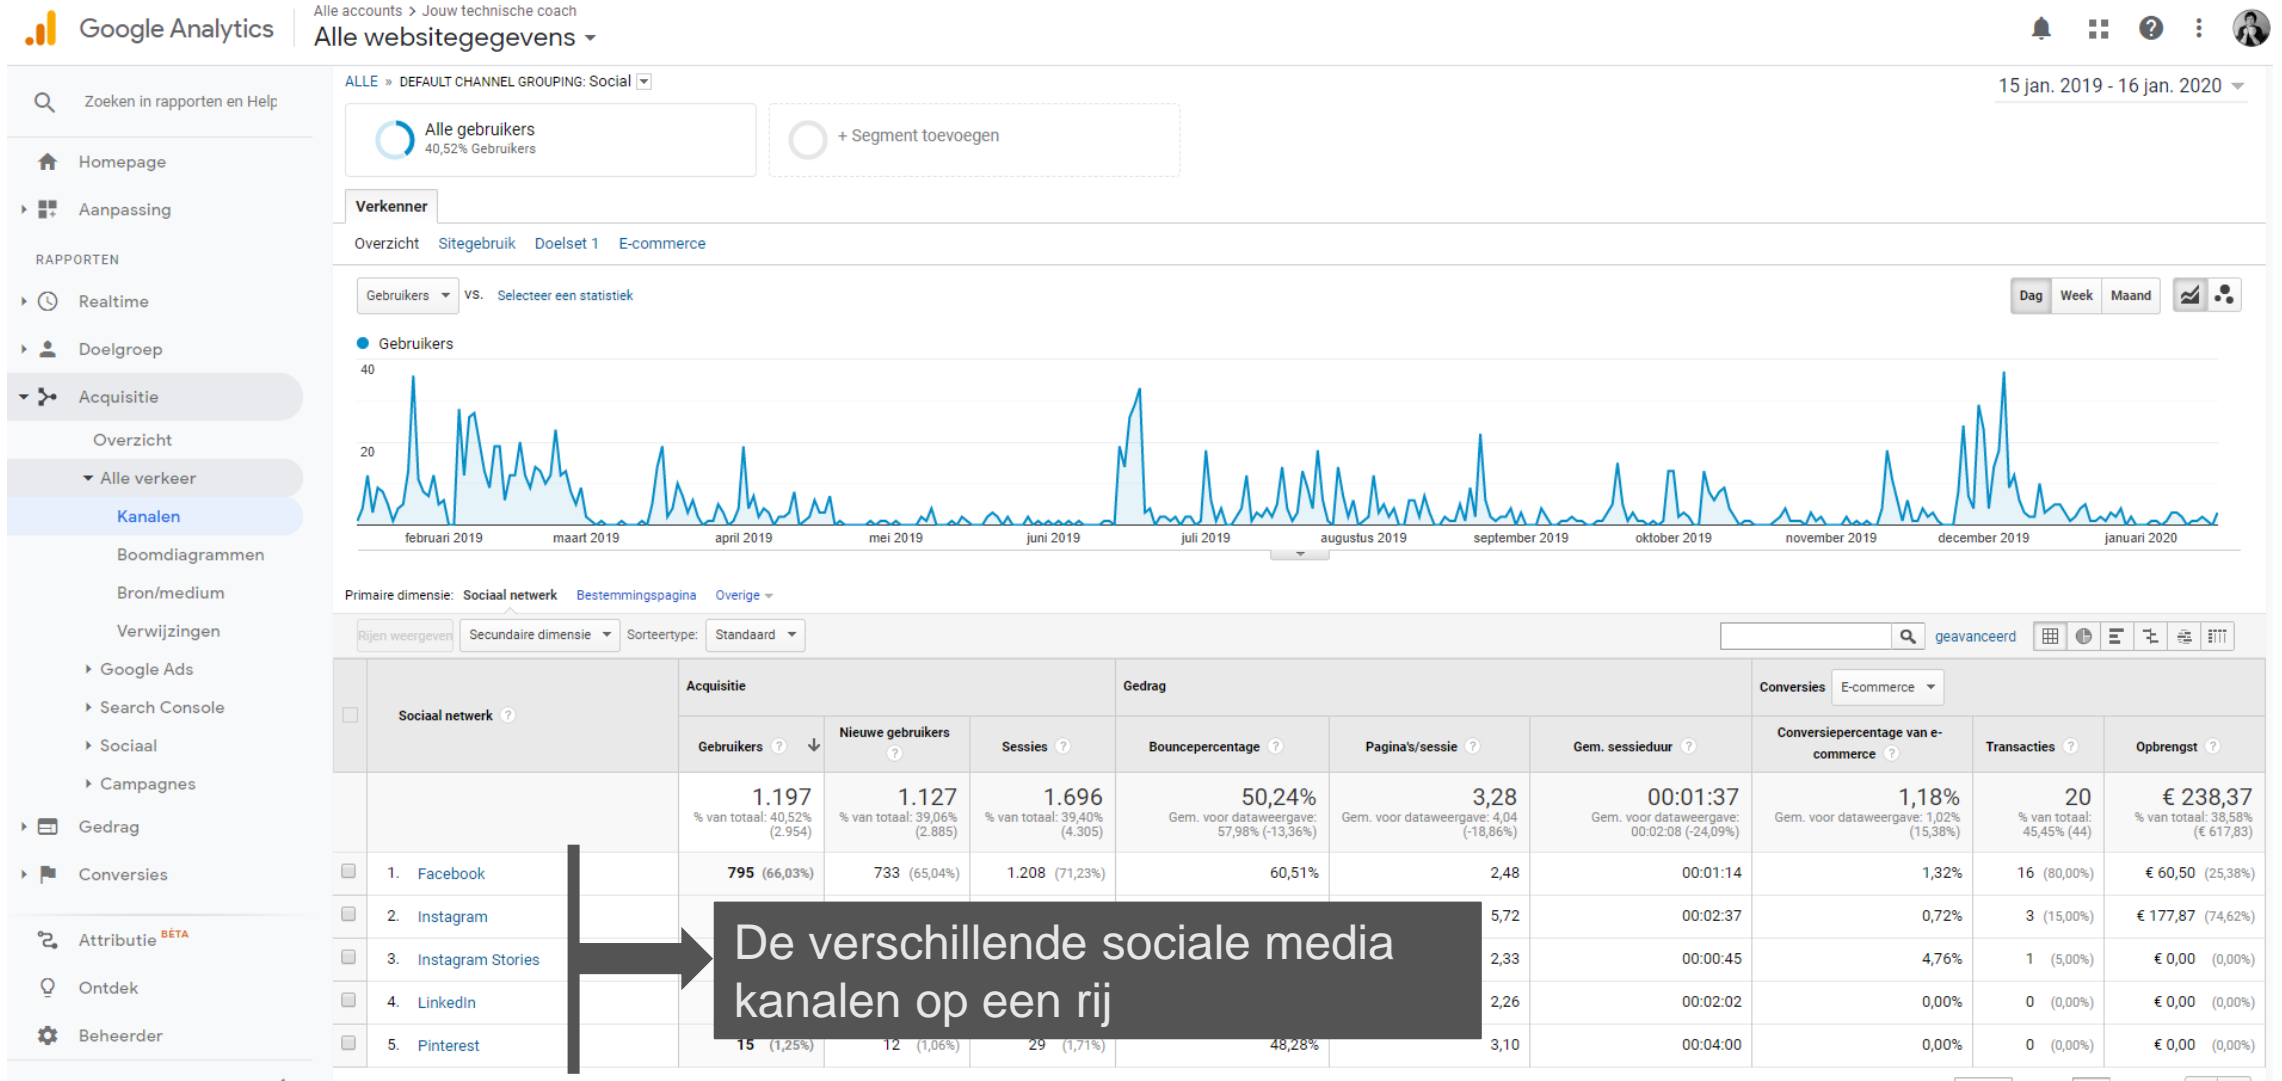 Google Analytics
Alle accounts > Jouw technische coach
Alle websitegegevens
Zoeken in rapporten en Help
Homepage
Aanpassing
RAPPORTEN
Realtime
Doelgroep
Acquisitie
Overzicht
Alle verkeer
Kanalen
Boomdiagrammen
Bron/medium
Verwijzingen
Google Ads
Search Console
Sociaal
Campagnes
Gedrag
Conversies
Attributie BÈTA
Ontdek
Beheerder
ALLE » DEFAULT CHANNEL GROUPING: Social
15 jan. 2019 - 16 jan. 2020
Alle gebruikers
40,52% Gebruikers
+ Segment toevoegen
Verkenner
Overzicht Sitegebruik Doelset 1 E-commerce
Gebruikers VS. Selecteer een statistiek
Dag Week Maand
Gebruikers
40
20
februari 2019 maart 2019 april 2019 mei 2019 juni 2019 juli 2019 augustus 2019 september 2019 oktober 2019 november 2019 december 2019 januari 2020
Primaire dimensie: Sociaal netwerk Bestemmingspagina Overige
Rijen weergeven Secundaire dimensie Sorteertype: Standaard geavanceerd
Sociaal netwerk Acquisitie Gedrag Conversies E-commerce
Gebruikers Nieuwe gebruikers Sessies Bouncepercentage Pagina's/sessie Gem. sessieduur Conversiepercentage van e-commerce Transacties Opbrengst
1.197 1.127 1.696 50,24% 3,28 00:01:37 1,18% 20 € 238,37
% van totaal: 40,52% % van totaal: 39,06% % van totaal: 39,40% Gem. voor dataweergave: Gem. voor dataweergave: 4,04 Gem. voor dataweergave: Gem. voor dataweergave: 1,02% % van totaal: % van totaal: 38,58%
(2.954) (2.885) (4.305) 57,98% (-13,36%) (-18,86%) 00:02:08 (-24,09%) (15,38%) 45,45% (44) (€ 617,83)
1. Facebook 795 (66,03%) 733 (65,04%) 1.208 (71,23%) 60,51% 2,48 00:01:14 1,32% 16 (80,00%) € 60,50 (25,38%)
2. Instagram 5,72 00:02:37 0,72% 3 (15,00%) € 177,87 (74,62%)
3. Instagram Stories 2,33 00:00:45 4,76% 1 (5,00%) € 0,00 (0,00%)
4. LinkedIn 2,26 00:02:02 0,00% 0 (0,00%) € 0,00 (0,00%)
5. Pinterest 15 (1,25%) 12 (1,06%) 29 (1,71%) 48,28% 3,10 00:04:00 0,00% 0 (0,00%) € 0,00 (0,00%)
De verschillende sociale media
kanalen op een rij